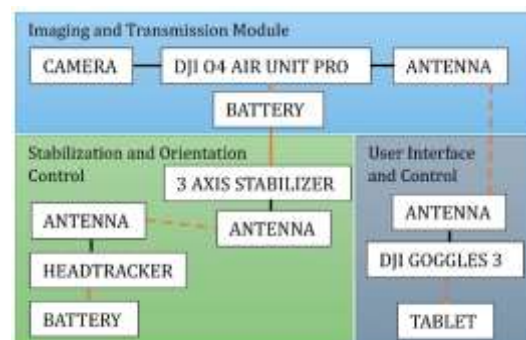 Imaging and Transmission Module
CAMERA
DJI O4 AIR UNIT PRO
ANTENNA
BATTERY
Stabilization and Orientation
Control
3 AXIS STABILIZER
ANTENNA
ANTENNA
HEADTRACKER
BATTERY
User Interface
and Control
ANTENNA
DJI GOGGLES 3
TABLET